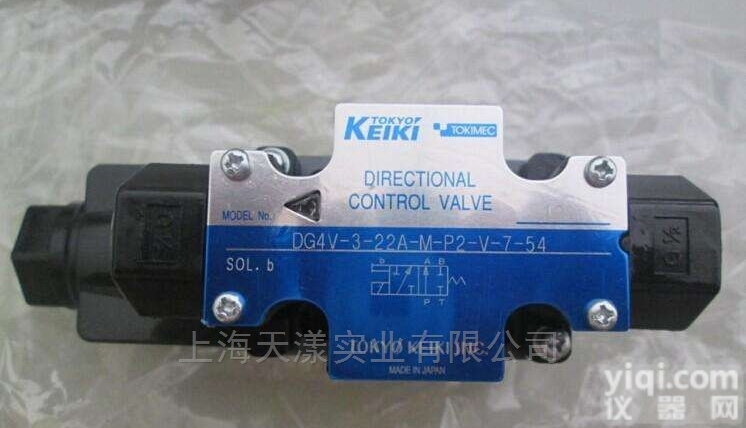 TOKYO
KEIKI TOKIMEC
DIRECTIONAL
CONTROL VALVE
MODEL No.
DG4V-3-22A-M-P2-V-7-54
SOL. b
b A B
P T
TOKYO KEIKI INC.
MADE IN JAPAN
上海天漾实业有限公司
yiqi.com
仪器网